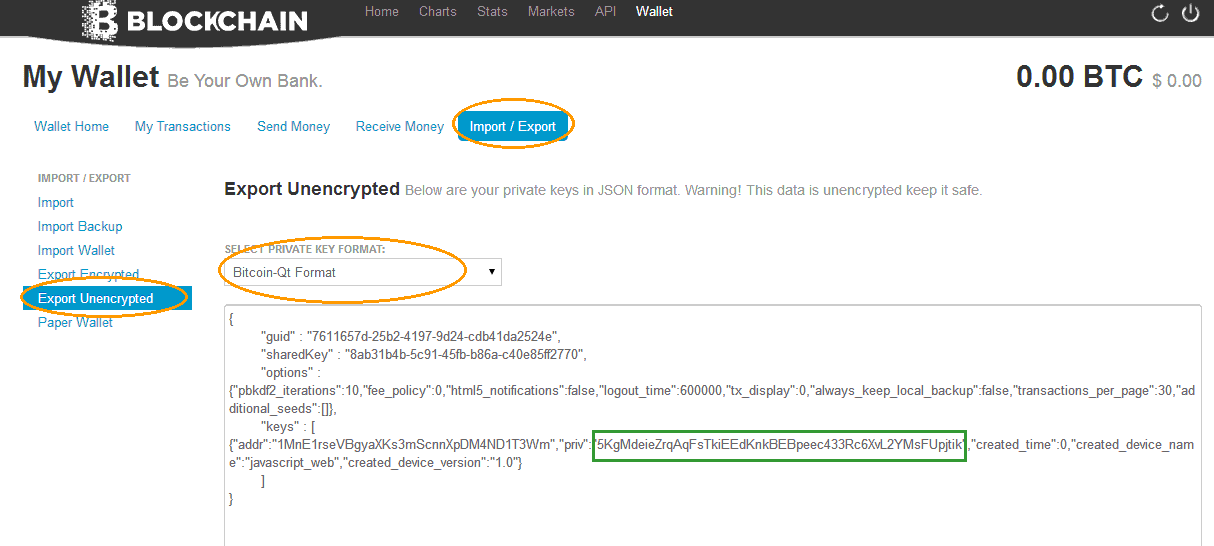 BLOCKCHAIN
Home Charts Stats Markets API Wallet
My Wallet Be Your Own Bank.
0.00 BTC $ 0.00
Wallet Home My Transactions Send Money Receive Money Import / Export
IMPORT / EXPORT
Import
Import Backup
Import Wallet
Export Encrypted
Export Unencrypted
Paper Wallet
Export Unencrypted Below are your private keys in JSON format. Warning! This data is unencrypted keep it safe.
SELECT PRIVATE KEY FORMAT:
Bitcoin-Qt Format
{
"guid" : "7611657d-25b2-4197-9d24-cdb41da2524e",
"sharedKey" : "8ab31b4b-5c91-45fb-b86a-c40e85ff2770",
"options" :
{"pbkdf2_iterations":10,"fee_policy":0,"html5_notifications":false,"logout_time":600000,"tx_display":0,"always_keep_local_backup":false,"transactions_per_page":30,"ad
ditional_seeds":[]},
"keys" : [
{"addr":"1MnE1rseVBgyaXKs3mScnnXpDM4ND1T3Wm","priv":"5KgMdeieZrqAqFsTkiEEdKnkBEBpeec433Rc6XvL2YMsFUpjtik","created_time":0,"created_device_nam
e":"javascript_web","created_device_version":"1.0"}
]
}